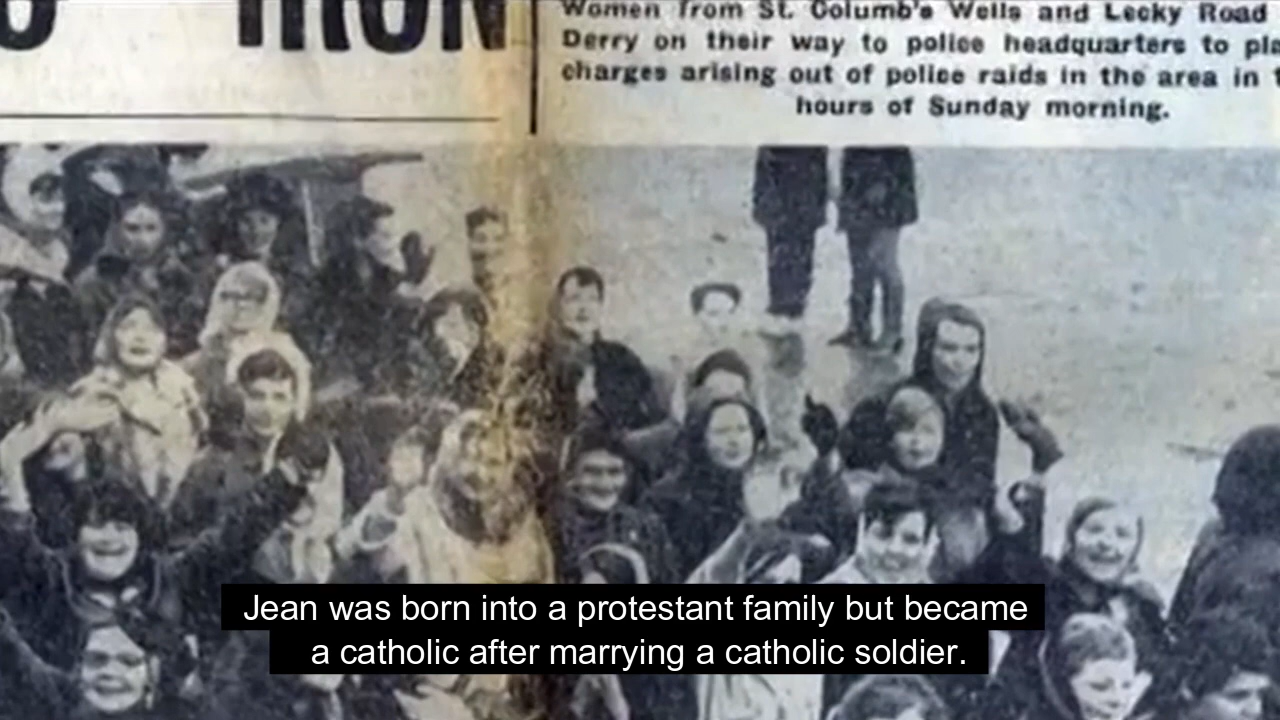 Women from St. Columb's Wells and Lecky Road
Derry on their way to police headquarters to
charges arising out of police raids in the area in
hours of Sunday morning.
Jean was born into a protestant family but became
a catholic after marrying a catholic soldier.